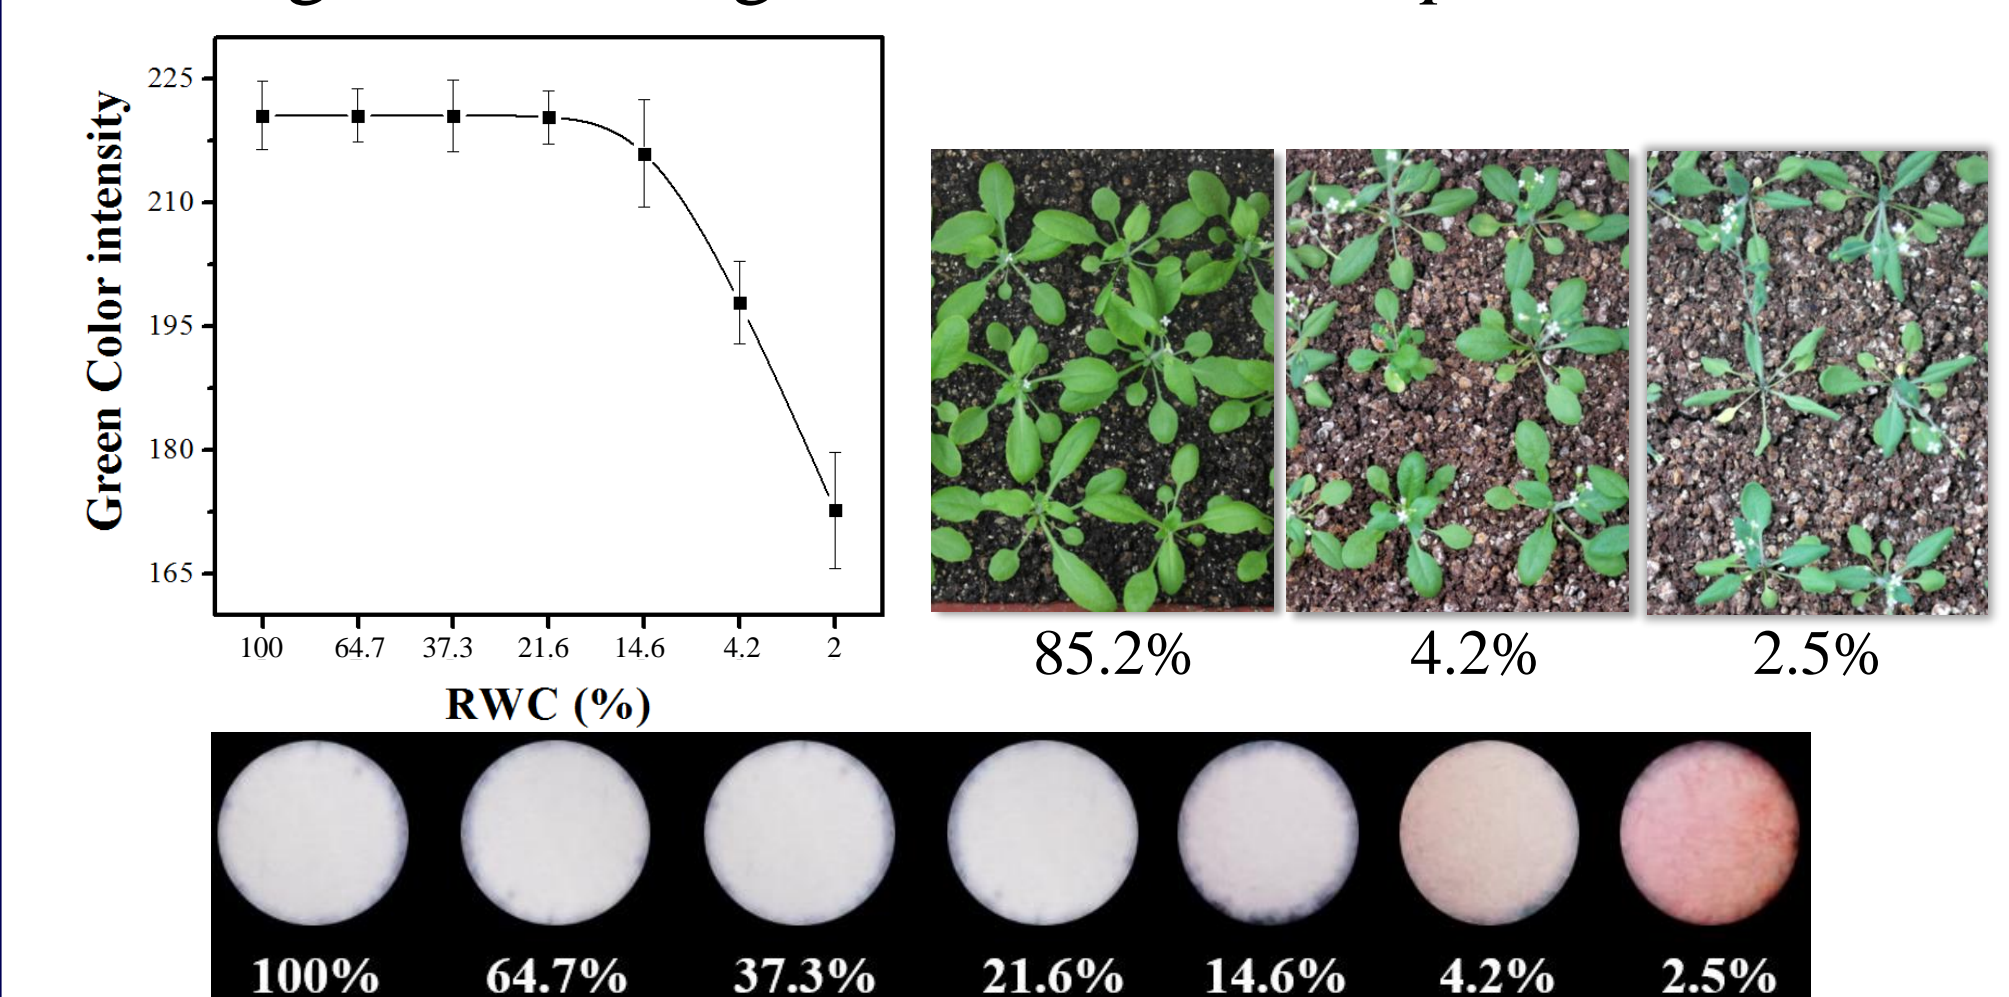 Green Color intensity
225
210
195
180
165
100 64.7 37.3 21.6 14.6 4.2 2
RWC (%)
85.2% 4.2% 2.5%
100% 64.7% 37.3% 21.6% 14.6% 4.2% 2.5%